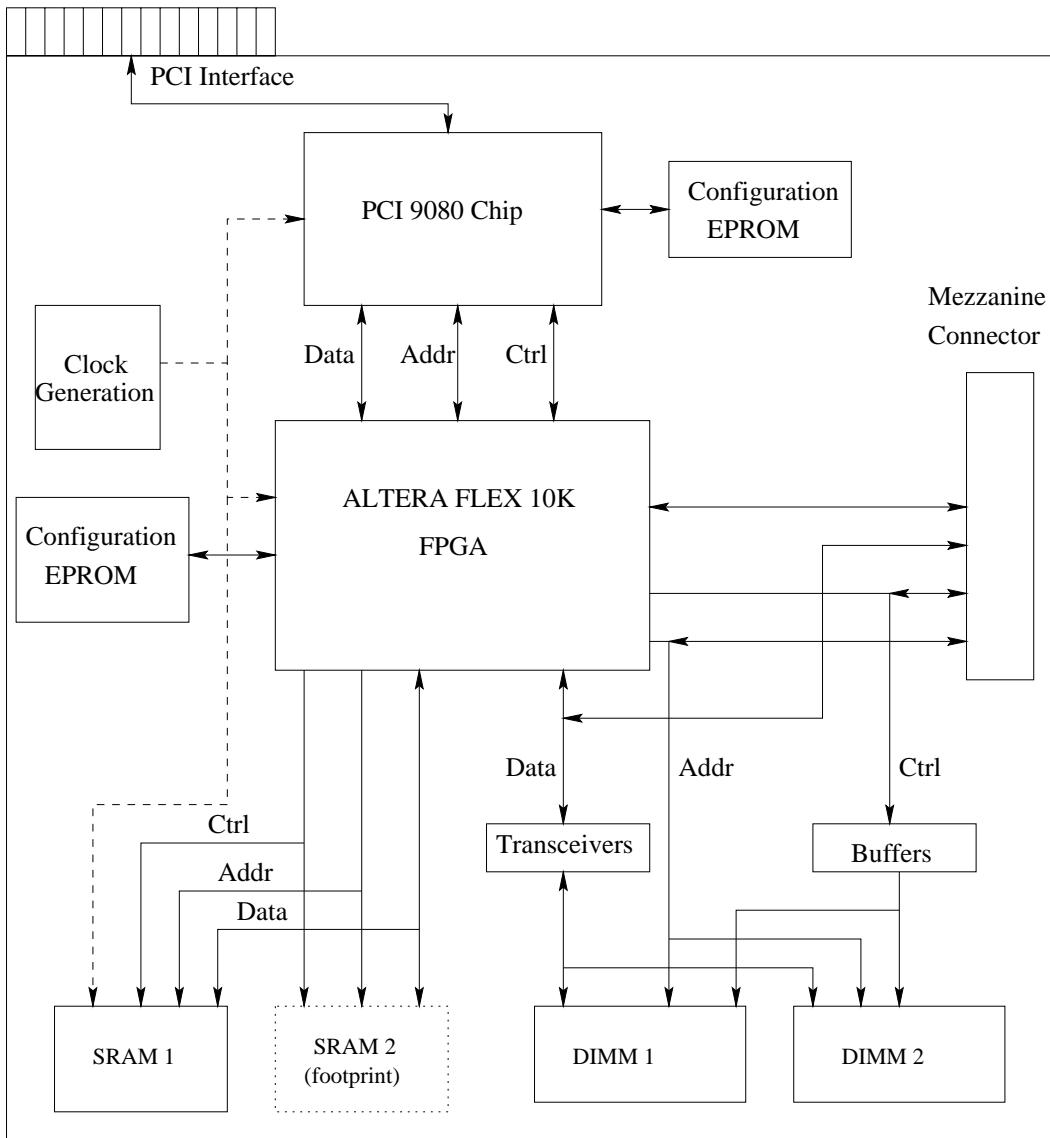 PCI Interface
PCI 9080 Chip
Configuration
EPROM
Mezzanine
Connector
Clock
Generation
Data
Addr
Ctrl
ALTERA FLEX 10K
FPGA
Configuration
EPROM
Data
Addr
Ctrl
Ctrl
Addr
Data
Transceivers
Buffers
SRAM 1
SRAM 2
(footprint)
DIMM 1
DIMM 2